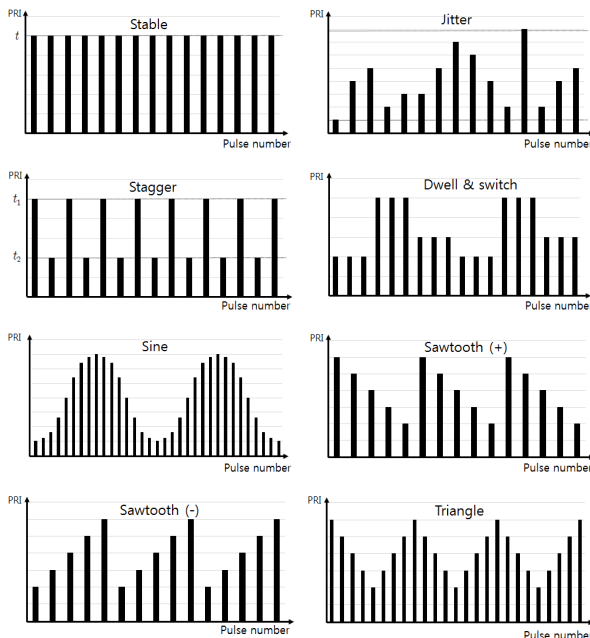 PRI
Stable
t
Pulse number
PRI
Jitter
Pulse number
PRI
Stagger
t1
t2
Pulse number
PRI
Dwell & switch
Pulse number
PRI
Sine
Pulse number
PRI
Sawtooth (+)
Pulse number
PRI
Sawtooth (-)
Pulse number
PRI
Triangle
Pulse number